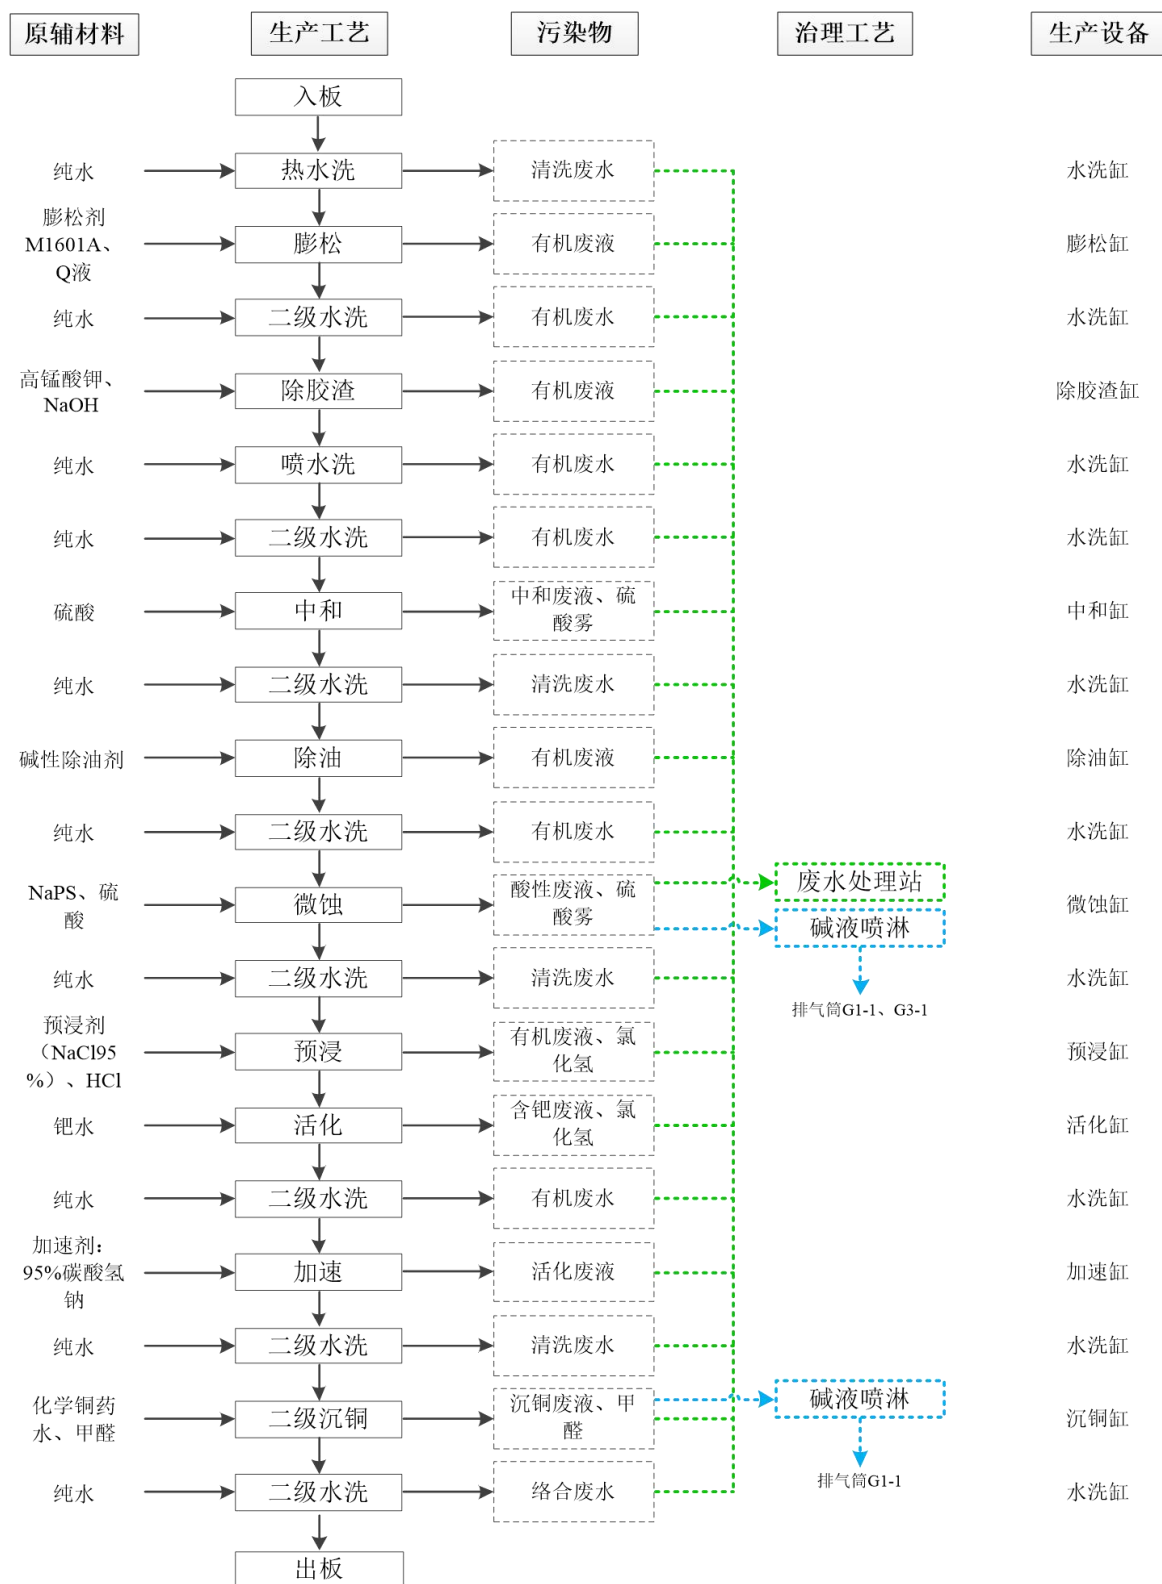 原辅材料 生产工艺 污染物 治理工艺 生产设备
入板
纯水 热水洗 清洗废水 水洗缸
膨松剂
M1601A、
Q液
膨松 有机废液 膨松缸
纯水 二级水洗 有机废水 水洗缸
高锰酸钾、
NaOH
除胶渣 有机废液 除胶渣缸
纯水 喷水洗 有机废水 水洗缸
纯水 二级水洗 有机废水 水洗缸
硫酸 中和
中和废液、硫
酸雾
中和缸
纯水 二级水洗 清洗废水 水洗缸
碱性除油剂 除油 有机废液 除油缸
纯水 二级水洗 有机废水 水洗缸
NaPS、硫
酸
微蚀
酸性废液、硫
酸雾
废水处理站
碱液喷淋
微蚀缸
排气筒G1-1、G3-1
纯水 二级水洗 清洗废水 水洗缸
预浸剂
（NaCl95
%）、HCl
预浸
有机废液、氯
化氢
预浸缸
钯水 活化
含钯废液、氯
化氢
活化缸
纯水 二级水洗 有机废水 水洗缸
加速剂：
95%碳酸氢
钠
加速 活化废液 加速缸
纯水 二级水洗 清洗废水 水洗缸
化学铜药
水、甲醛
二级沉铜
沉铜废液、甲
醛
碱液喷淋
沉铜缸
排气筒G1-1
纯水 二级水洗 络合废水 水洗缸
出板